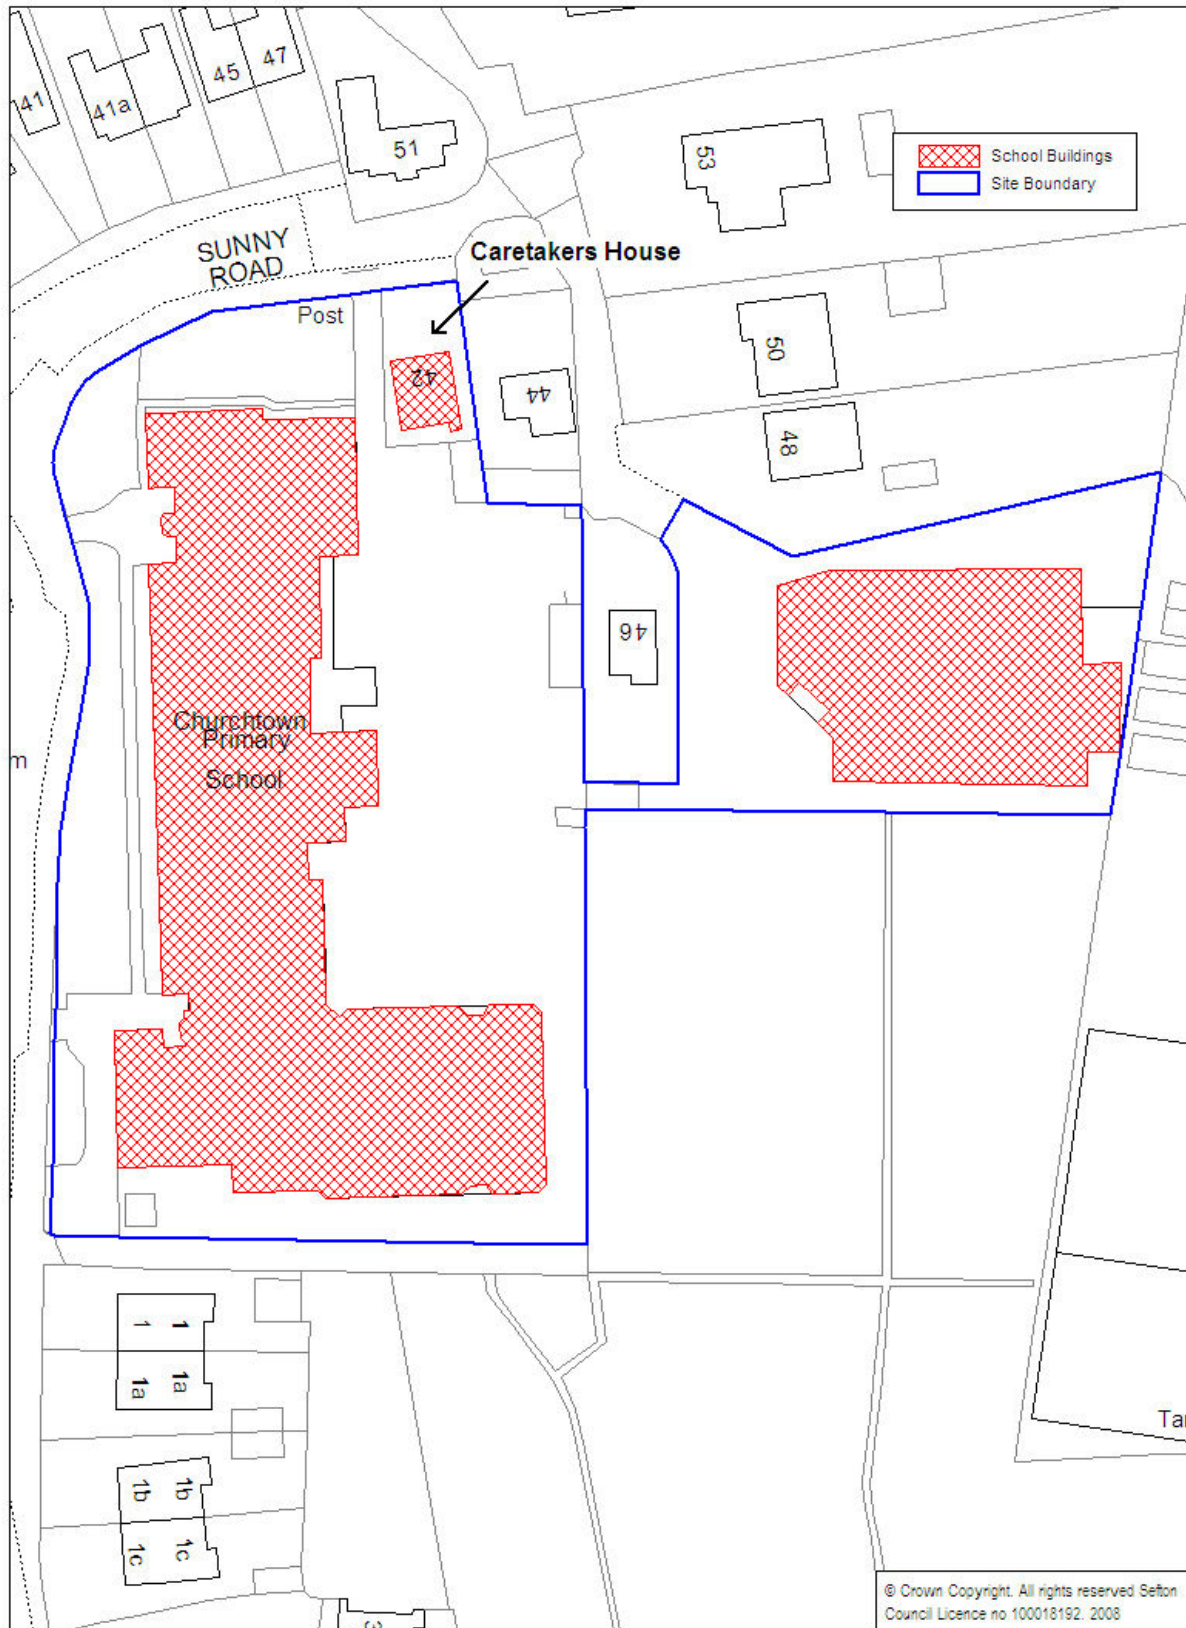 41
41a
45
47
51
53
School Buildings
Site Boundary
SUNNY
ROAD
Caretakers House
Post
42
44
50
48
46
Churchtown
Primary
School
m
1
1
1a
1a
1b
1b
1c
1c
3
Tar
© Crown Copyright. All rights reserved Sefton
Council Licence no 100018192. 2008